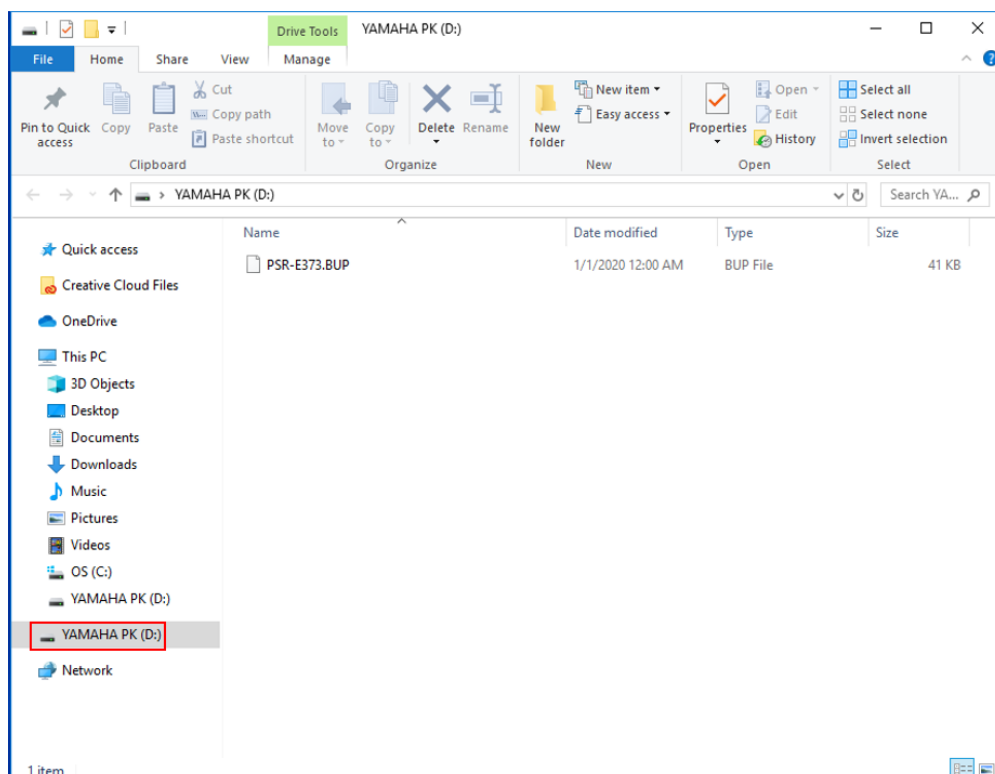 Drive Tools YAMAHA PK (D:)
File Home Share View Manage
Pin to Quick access
Copy
Paste
Cut
Copy path
Paste shortcut
Clipboard
Move to
Copy to
Delete
Rename
Organize
New folder
New item
Easy access
New
Properties
Open
Edit
History
Open
Select all
Select none
Invert selection
Select
YAMAHA PK (D:)
Search YA...
Name Date modified Type Size
PSR-E373.BUP 1/1/2020 12:00 AM BUP File 41 KB
Quick access
Creative Cloud Files
OneDrive
This PC
3D Objects
Desktop
Documents
Downloads
Music
Pictures
Videos
OS (C:)
YAMAHA PK (D:)
YAMAHA PK (D:)
Network
1 item